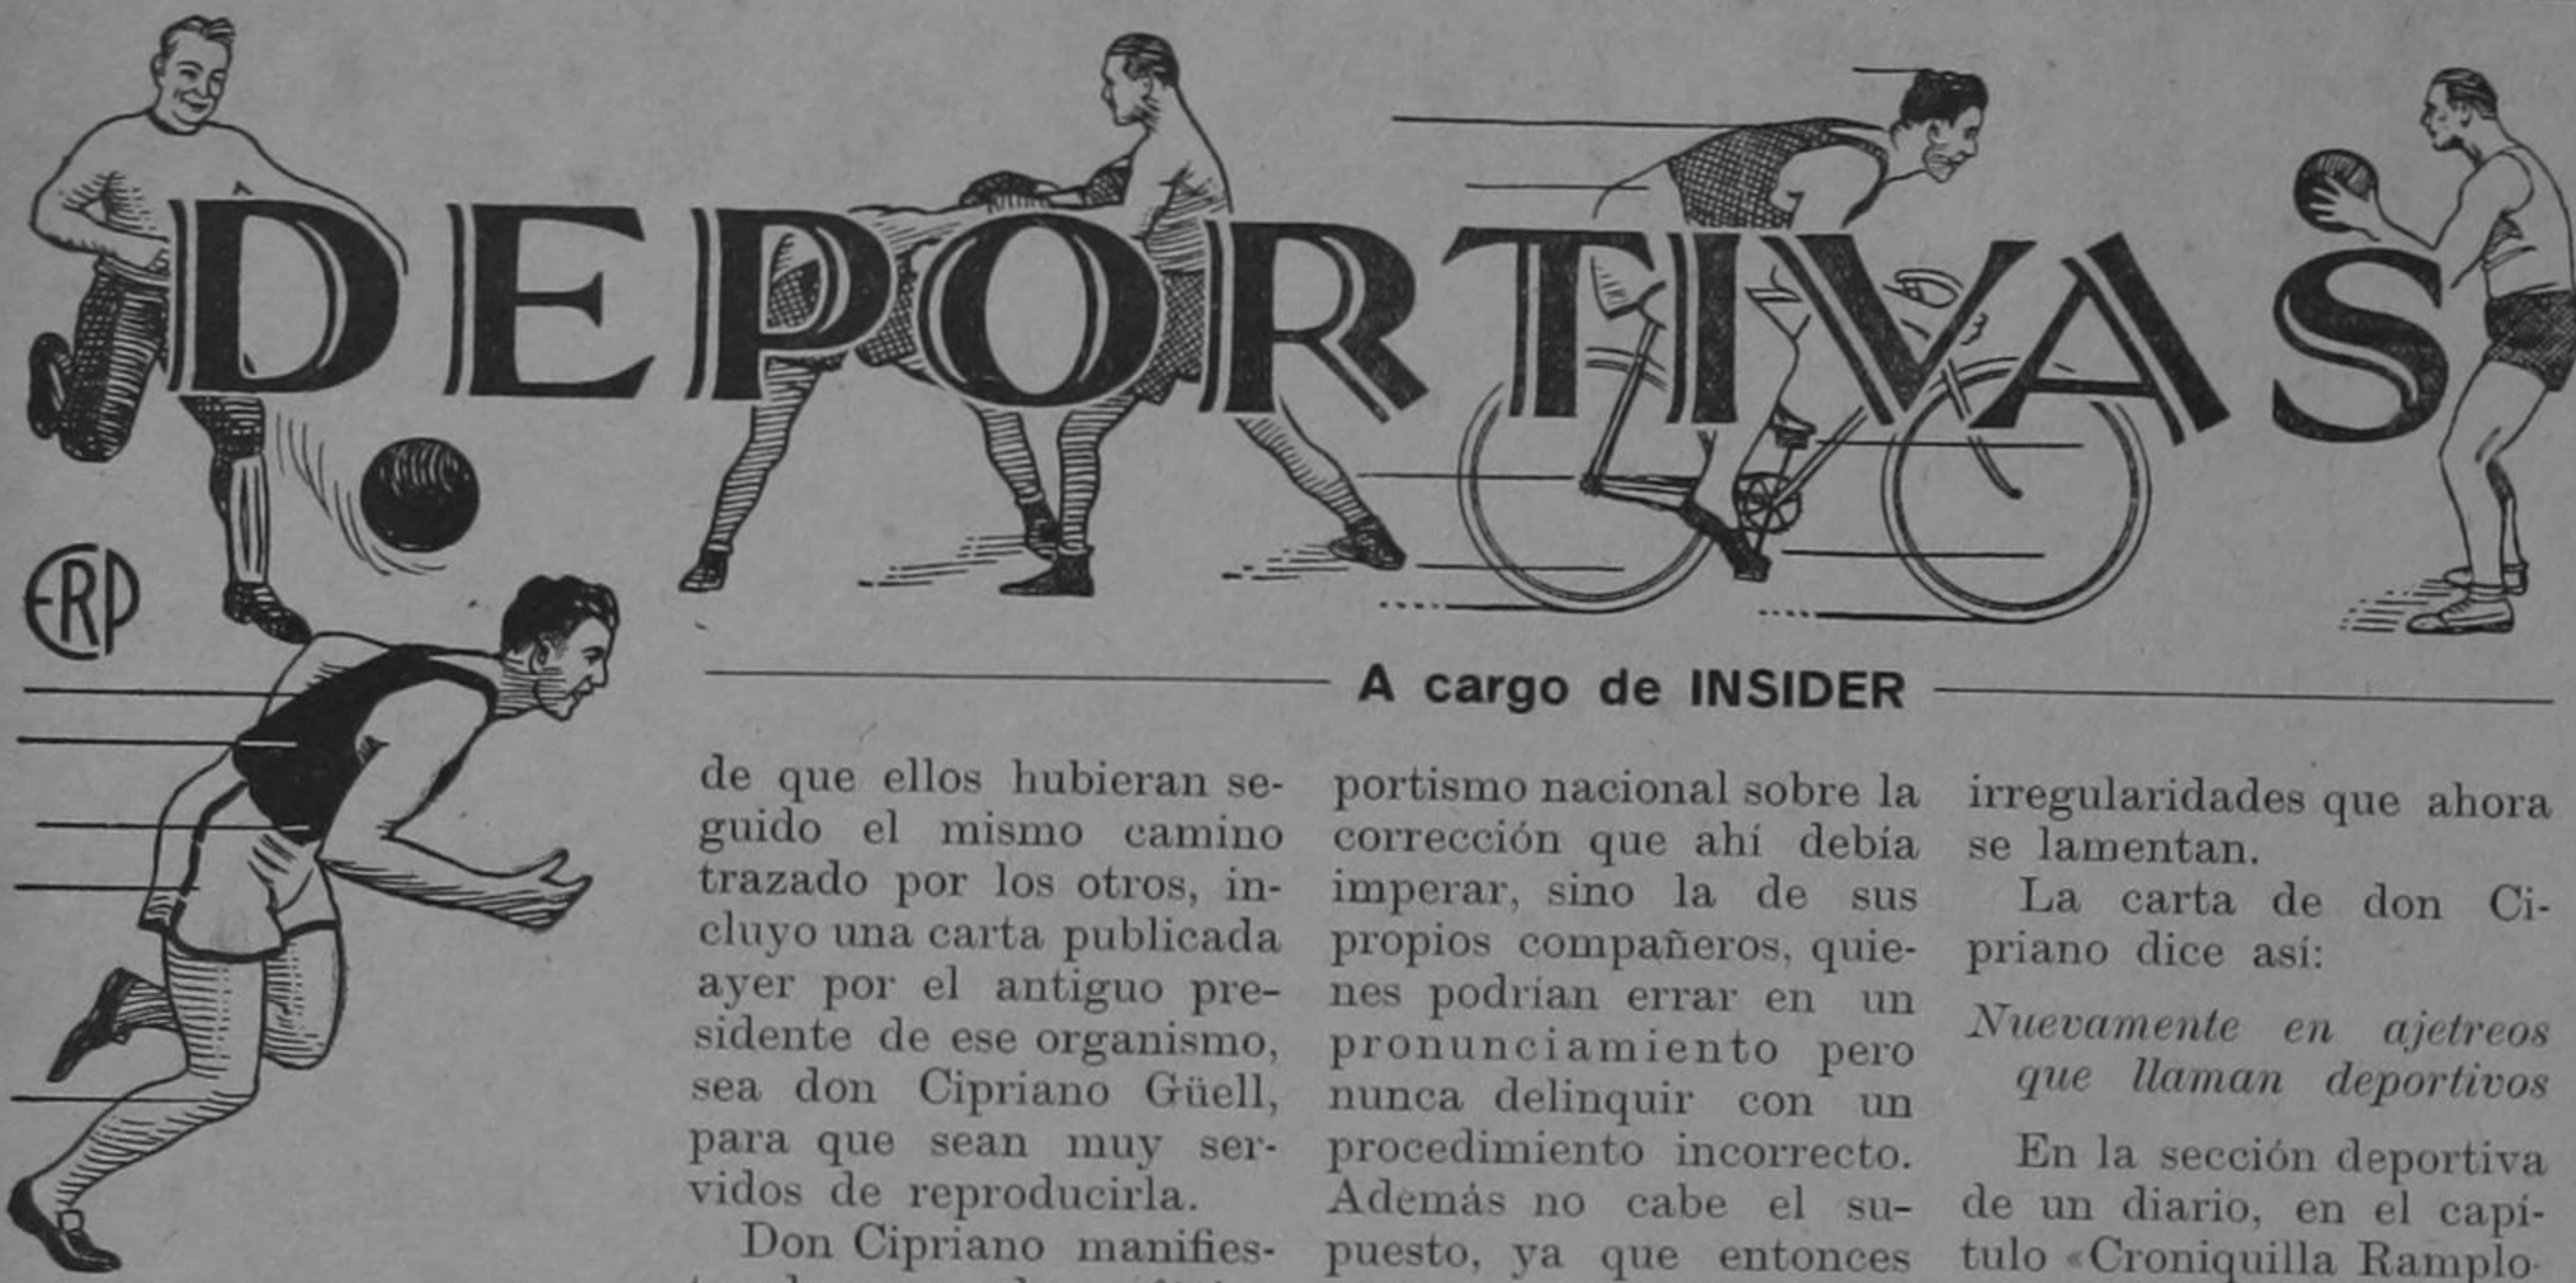 DEPORTIVAS
ERP
A cargo de INSIDER
de que ellos hubieran se-
guido el mismo camino
trazado por los otros, in-
cluyo una carta publicada
ayer por el antiguo pre-
sidente de ese organismo,
sea don Cipriano Güell,
para que sean muy ser-
vidos de reproducirla.
Don Cipriano manifies-
portismo nacional sobre la
corrección que ahí debía
imperar, sino la de sus
propios compañeros, quie-
nes podrían errar en un
pronunciamiento pero
nunca delinquir con un
procedimiento incorrecto.
Además no cabe el su-
puesto, ya que entonces
irregularidades que ahora
se lamentan.
La carta de don Ci-
priano dice así:
Nuevamente en ajetreos
que llaman deportivos
En la sección deportiva
de un diario, en el capí-
tulo «Croniquilla Ramplo-